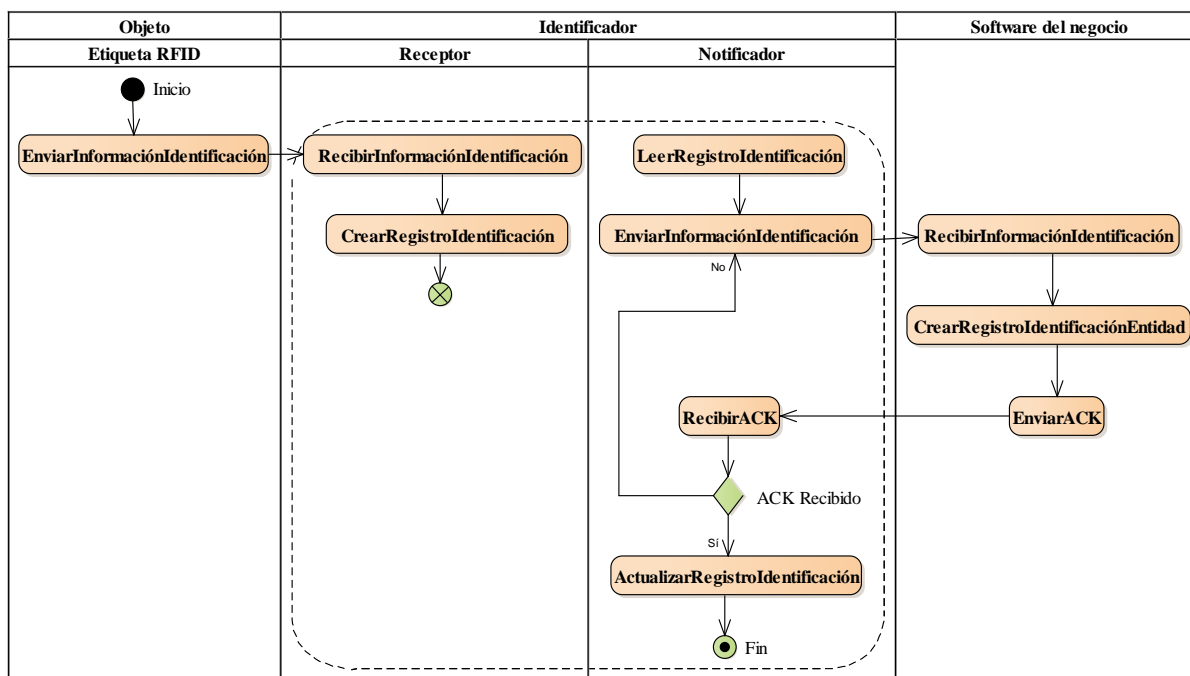 Objeto
Identificador
Software del negocio
Etiqueta RFID
Receptor
Notificador
Inicio
EnviarInformaciónIdentificación
RecibirInformaciónIdentificación
LeerRegistroIdentificación
CrearRegistroIdentificación
EnviarInformaciónIdentificación
RecibirInformaciónIdentificación
No
CrearRegistroIdentificaciónEntidad
RecibirACK
EnviarACK
ACK Recibido
Sí
ActualizarRegistroIdentificación
Fin